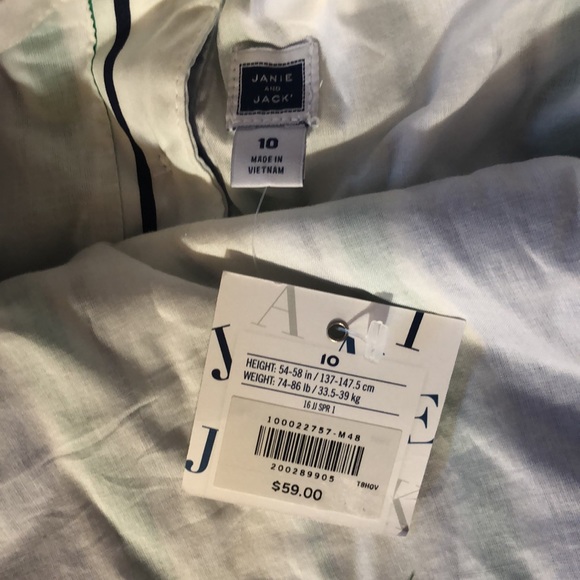 JANIE
AND
JACK
10
MADE IN
VIETNAM
A
10
HEIGHT: 54-58 in / 137-147.5 cm
WEIGHT: 74-86 lb / 33.5-39 kg
16 JJ SPR 1
100022757-M48
200289905
T8HQV
$59.00
J
E
K